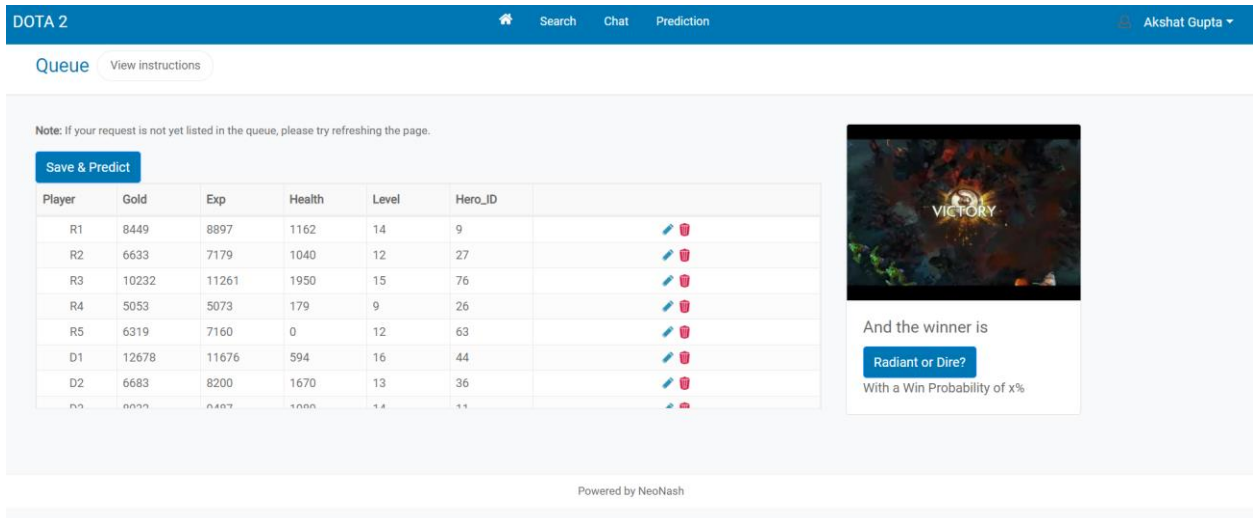 DOTA 2 Search Chat Prediction Akshat Gupta
Queue View instructions
Note: If your request is not yet listed in the queue, please try refreshing the page.
Save & Predict
Player Gold Exp Health Level Hero_ID
R1 8449 8897 1162 14 9
R2 6633 7179 1040 12 27
R3 10232 11261 1950 15 76
R4 5053 5073 179 9 26
R5 6319 7160 0 12 63
D1 12678 11676 594 16 44
D2 6683 8200 1670 13 36
VICTORY
And the winner is
Radiant or Dire?
With a Win Probability of x%
Powered by NeoNash